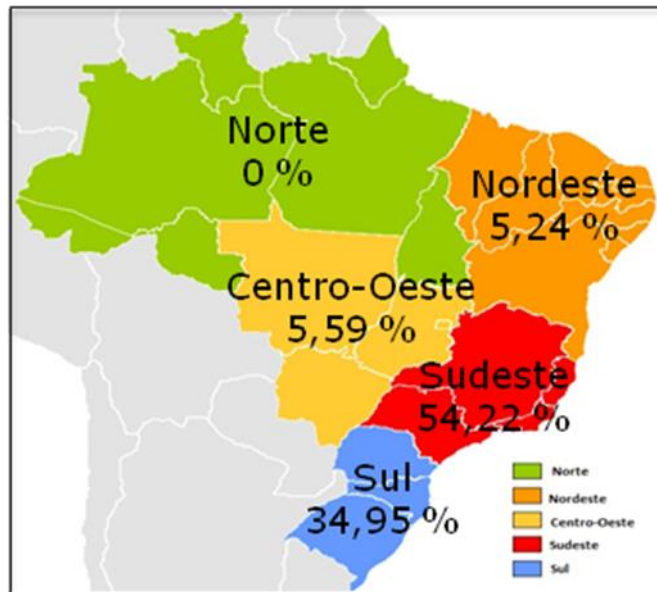 Norte
0 %
Nordeste
5,24 %
Centro-Oeste
5,59 %
Sudeste
54,22 %
Sul
34,95 %
Norte
Nordeste
Centro-Oeste
Sudeste
Sul